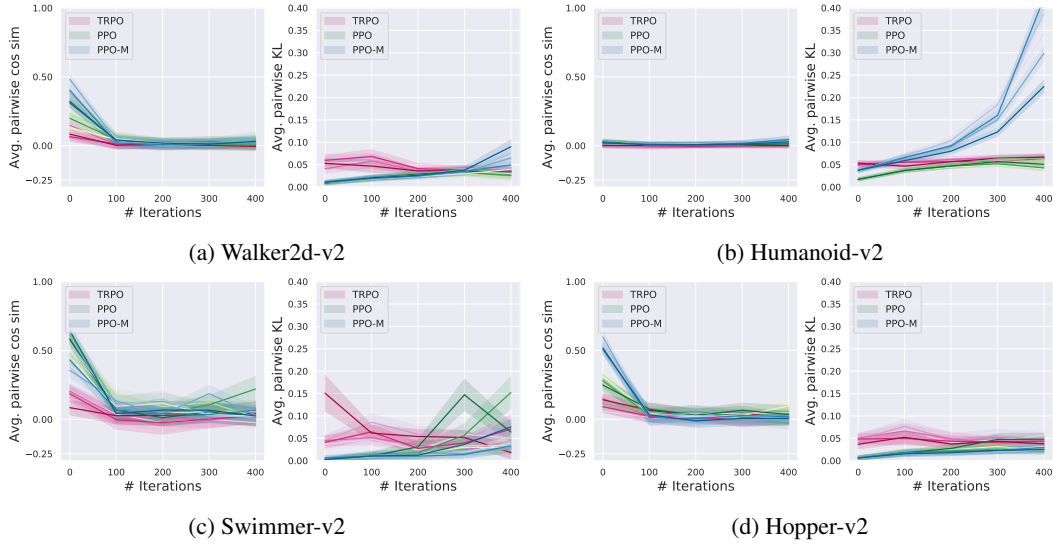 Avg. pairwise cos sim
1.00
0.50
0.00
−0.25
TRPO
PPO
PPO-M
0 100 200 300 400
# Iterations
Avg. pairwise KL
0.40
0.35
0.30
0.25
0.20
0.15
0.10
0.05
0.00
TRPO
PPO
PPO-M
0 100 200 300 400
# Iterations
(a) Walker2d-v2
Avg. pairwise cos sim
1.00
0.50
0.00
−0.25
TRPO
PPO
PPO-M
0 100 200 300 400
# Iterations
Avg. pairwise KL
0.40
0.35
0.30
0.25
0.20
0.15
0.10
0.05
0.00
TRPO
PPO
PPO-M
0 100 200 300 400
# Iterations
(b) Humanoid-v2
Avg. pairwise cos sim
1.00
0.50
0.00
−0.25
TRPO
PPO
PPO-M
0 100 200 300 400
# Iterations
Avg. pairwise KL
0.40
0.35
0.30
0.25
0.20
0.15
0.10
0.05
0.00
TRPO
PPO
PPO-M
0 100 200 300 400
# Iterations
(c) Swimmer-v2
Avg. pairwise cos sim
1.00
0.50
0.00
−0.25
TRPO
PPO
PPO-M
0 100 200 300 400
# Iterations
Avg. pairwise KL
0.40
0.35
0.30
0.25
0.20
0.15
0.10
0.05
0.00
TRPO
PPO
PPO-M
0 100 200 300 400
# Iterations
(d) Hopper-v2